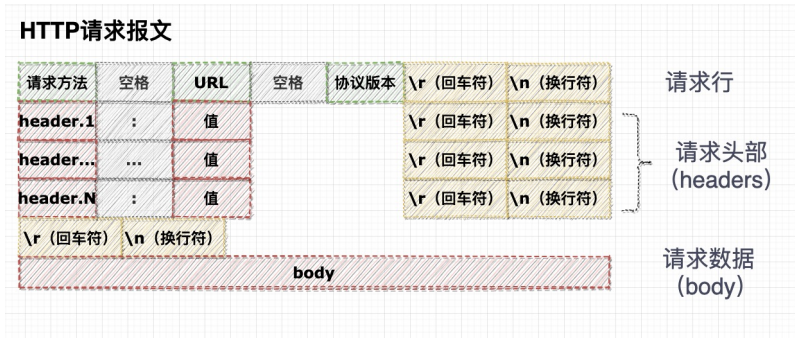 HTTP请求报文
请求方法 空格 URL 空格 协议版本 \r（回车符） \n（换行符） 请求行
header.1 : 值 \r（回车符） \n（换行符）
header... ... 值 \r（回车符） \n（换行符） 请求头部
（headers）
header.N : 值 \r（回车符） \n（换行符）
\r（回车符） \n（换行符）
body 请求数据
（body）